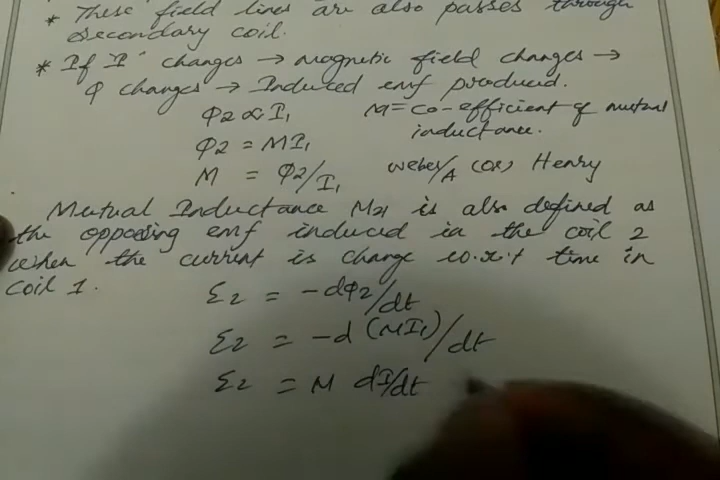 * These field lines are also passes through
secondary coil.
* If "I" changes → magnetic field changes →
φ changes → Induced emf produced.
φ2 ∝ I1 M = co-efficient of mutual
inductance.
φ2 = MI1
M = φ2/I1 weber/A (or) Henry
Mutual Inductance M21 is also defined as
the opposing emf induced in the coil 2
when the current is change w.r.t time in
coil 1.
Ɛ2 = -dφ2/dt
Ɛ2 = -d (MI1)/dt
Ɛ2 = M dI/dt